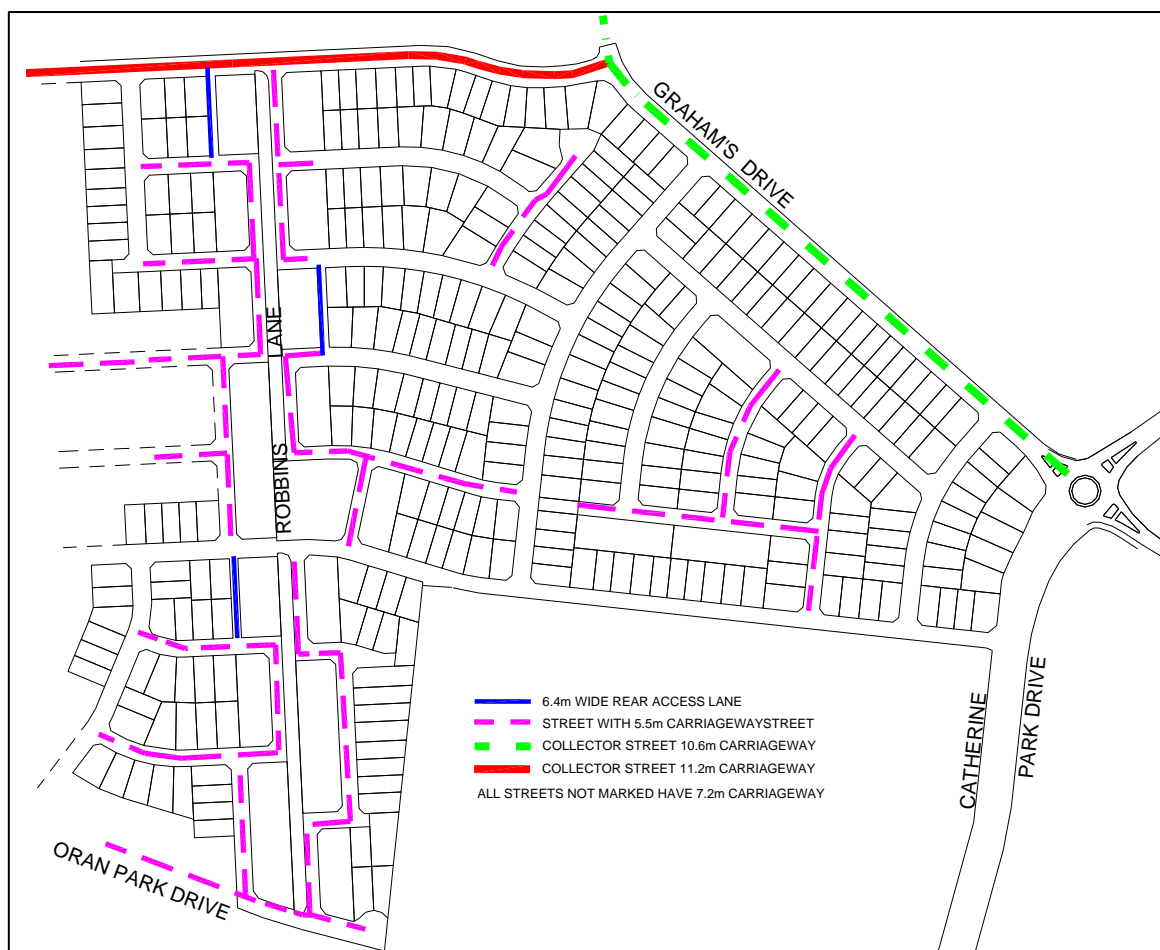 GRAHAM'S DRIVE
ROBBINS LANE
6.4m WIDE REAR ACCESS LANE
STREET WITH 5.5m CARRIAGEWAYSTREET
COLLECTOR STREET 10.6m CARRIAGEWAY
COLLECTOR STREET 11.2m CARRIAGEWAY
ALL STREETS NOT MARKED HAVE 7.2m CARRIAGEWAY
CATHERINE
PARK DRIVE
ORAN PARK DRIVE